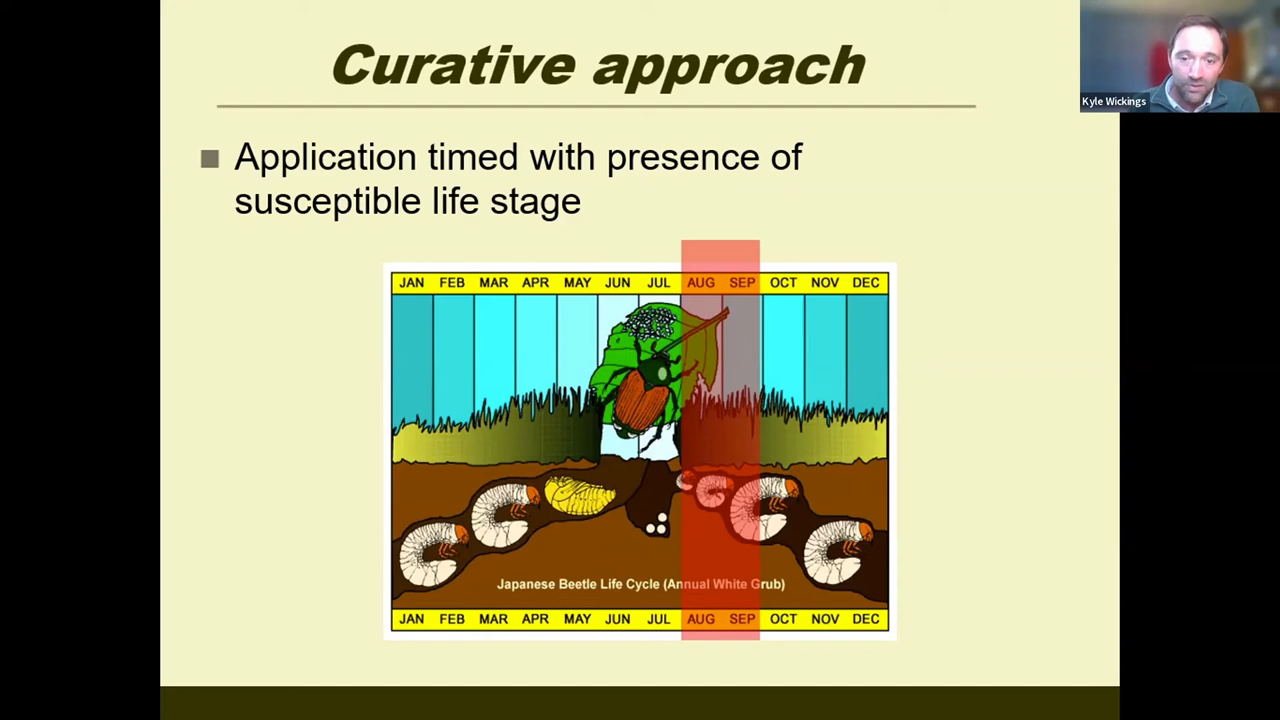 Curative approach
Kyle Wickings
Application timed with presence of
susceptible life stage
JAN FEB MAR APR MAY JUN JUL AUG SEP OCT NOV DEC
Japanese Beetle Life Cycle (Annual White Grub)
JAN FEB MAR APR MAY JUN JUL AUG SEP OCT NOV DEC